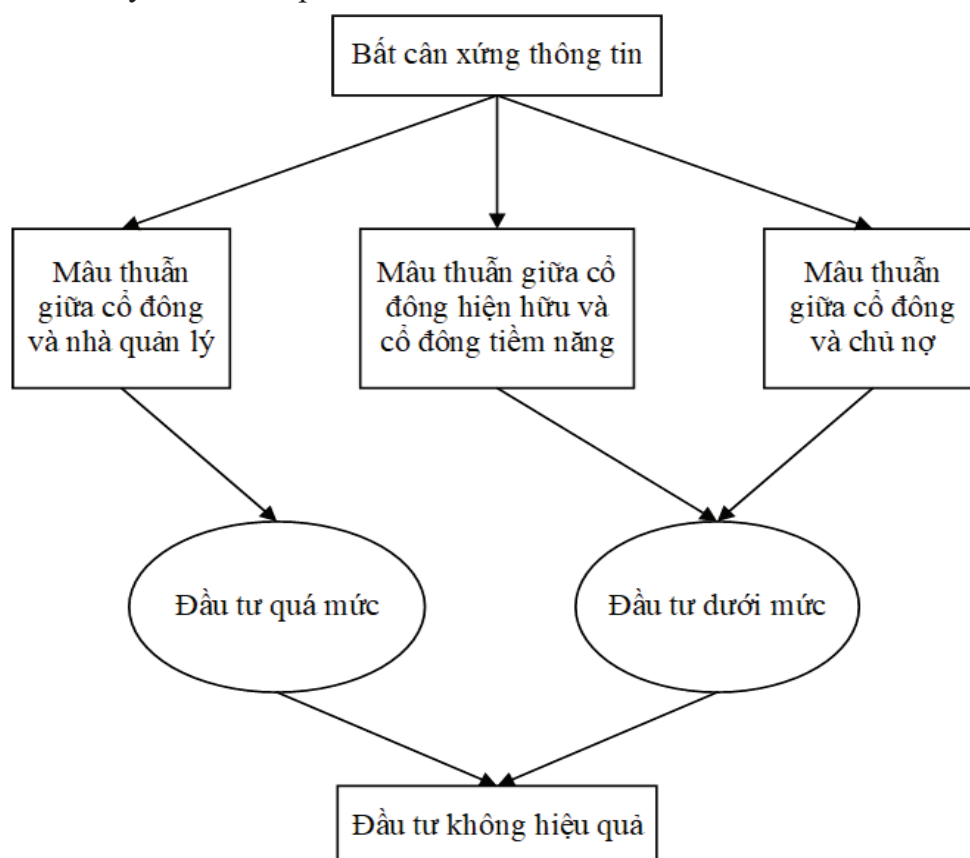 Bất cân xứng thông tin
Mâu thuẫn
giữa cổ đông
và nhà quản lý
Mâu thuẫn giữa cổ
đông hiện hữu và
cổ đông tiềm năng
Mâu thuẫn
giữa cổ đông
và chủ nợ
Đầu tư quá mức
Đầu tư dưới mức
Đầu tư không hiệu quả